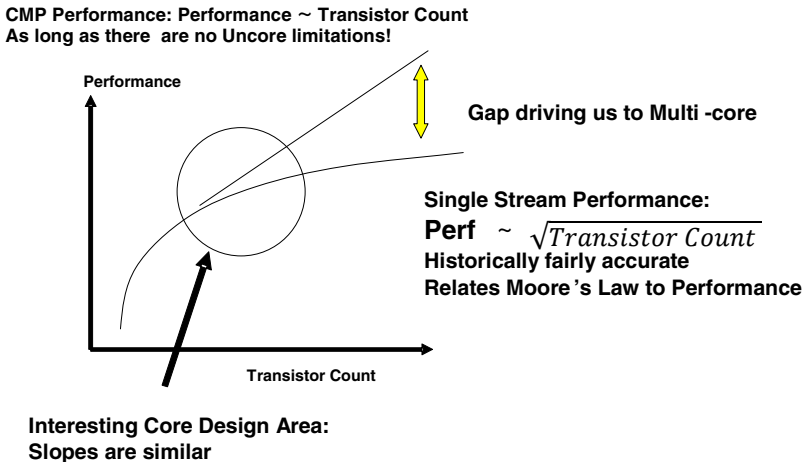 CMP Performance: Performance ~ Transistor Count
As long as there are no Uncore limitations!
Performance
Gap driving us to Multi -core
Single Stream Performance:
Perf ~ √Transistor Count
Historically fairly accurate
Relates Moore's Law to Performance
Transistor Count
Interesting Core Design Area:
Slopes are similar